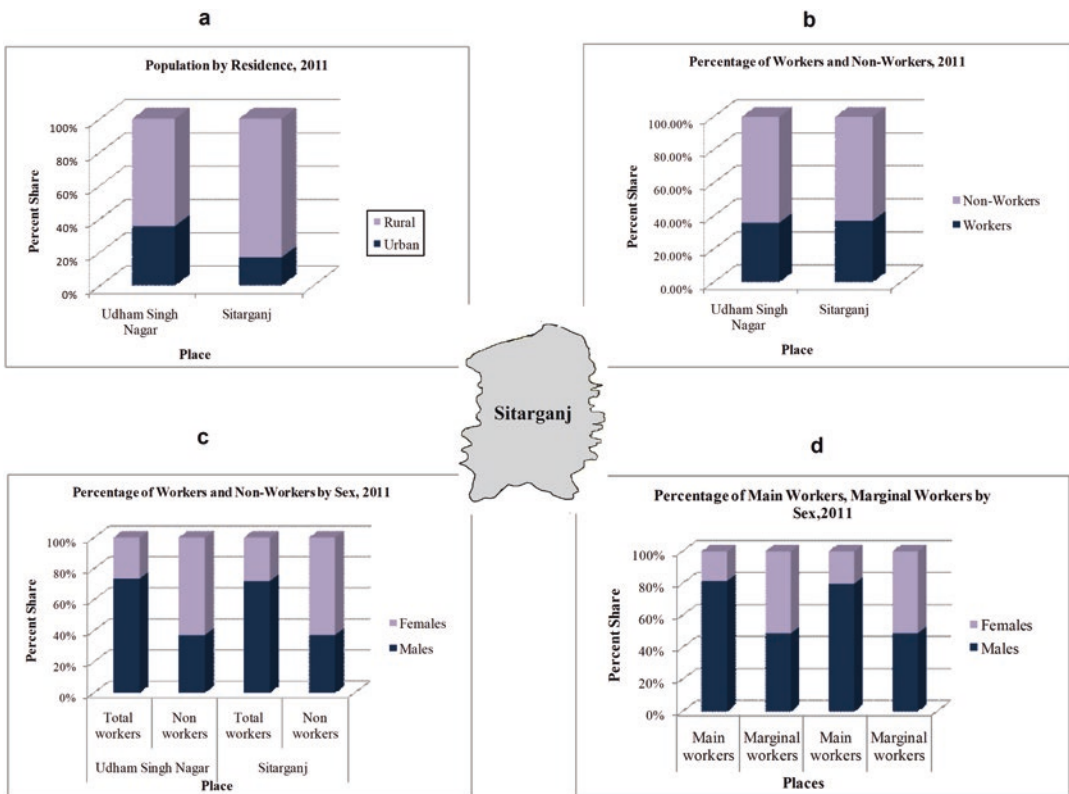 a
Population by Residence, 2011
Percent Share
100%
80%
60%
40%
20%
0%
Udham Singh
Nagar
Sitarganj
Place
Rural
Urban
b
Percentage of Workers and Non-Workers, 2011
Percent Share
100.00%
80.00%
60.00%
40.00%
20.00%
0.00%
Udham Singh
Nagar
Sitarganj
Place
Non-Workers
Workers
Sitarganj
c
Percentage of Workers and Non-Workers by Sex, 2011
Percent Share
100%
80%
60%
40%
20%
0%
Total
workers
Non
workers
Total
workers
Non
workers
Udham Singh Nagar
Sitarganj
Place
Females
Males
d
Percentage of Main Workers, Marginal Workers by
Sex,2011
Percent Share
100%
80%
60%
40%
20%
0%
Main
workers
Marginal
workers
Main
workers
Marginal
workers
Places
Females
Males